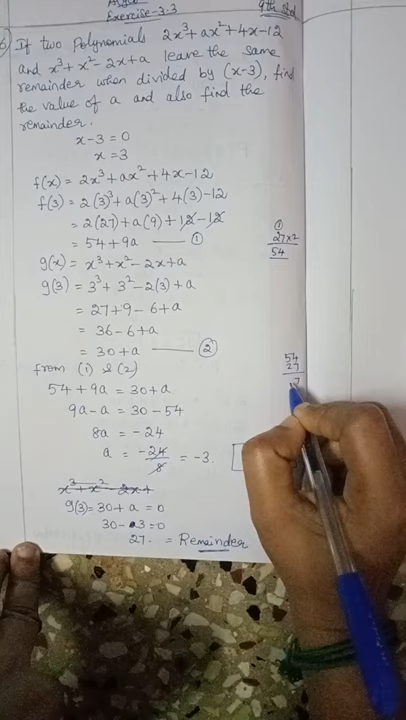 Exercise-3.3
9th std
6) If two Polynomials 2x³+ax²+4x-12
and x³+x²-2x+a leave the same
remainder when divided by (x-3), find
the value of a and also find the
remainder.
x-3=0
x=3
f(x) = 2x³+ax²+4x-12
f(3) = 2(3)³+a(3)²+4(3)-12
= 2(27)+a(9)+12-12
= 54+9a —— ①
g(x) = x³+x²-2x+a
g(3) = 3³+3²-2(3)+a
= 27+9-6+a
= 36-6+a
= 30+a —— ②
from (1) & (2)
54+9a = 30+a
9a-a = 30-54
8a = -24
a = -24/8 = -3
x³+x²-2x+
g(3)=30+a =0
30-3=0
27. = Remainder
①
27×2
54
54
27
7